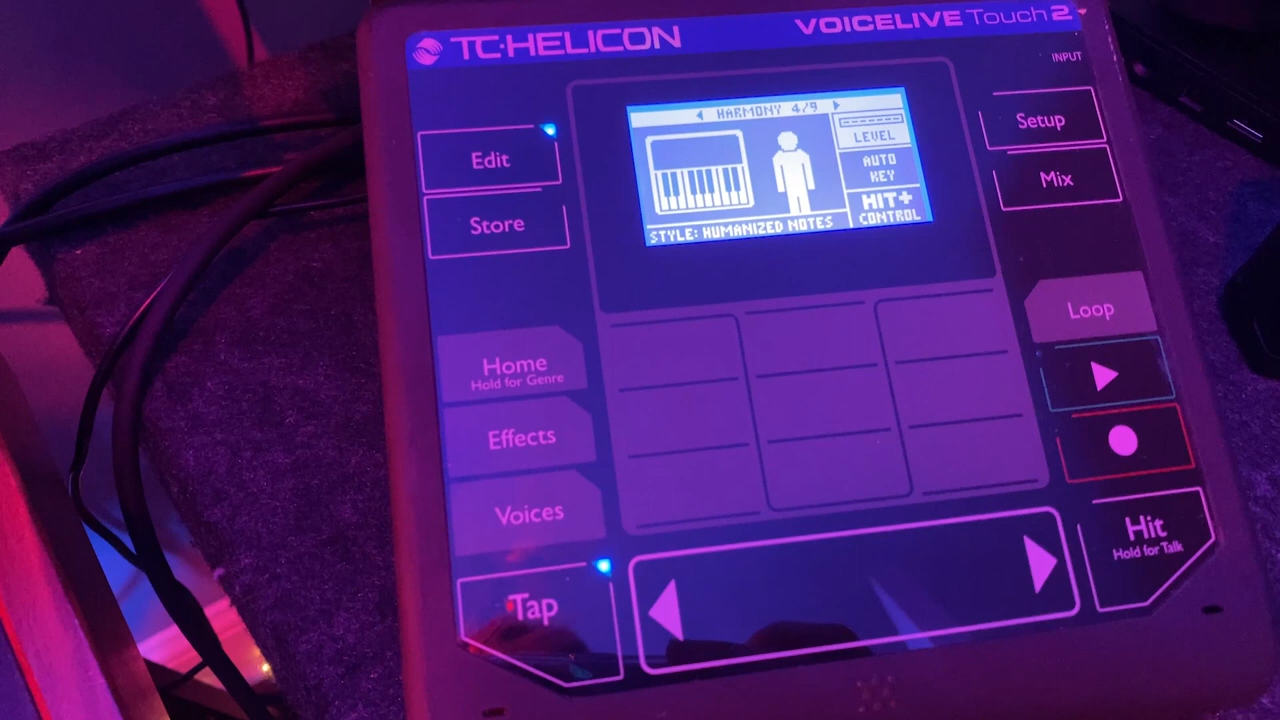 TC·HELICON
VOICELIVE Touch 2
INPUT
Edit
Store
HARMONY 4/9
LEVEL
AUTO
KEY
HIT+
CONTROL
STYLE: HUMANIZED NOTES
Setup
Mix
Loop
Home
Hold for Genre
Effects
Voices
Tap
Hit
Hold for Talk